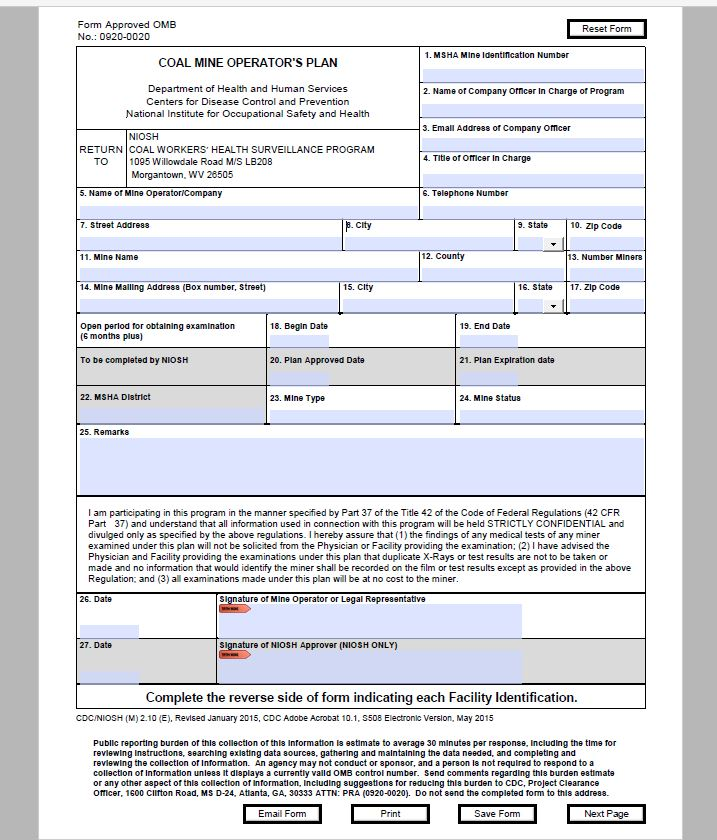 Form Approved OMB
No.: 0920-0020
Reset Form
COAL MINE OPERATOR'S PLAN
Department of Health and Human Services
Centers for Disease Control and Prevention
National Institute for Occupational Safety and Health
RETURN TO
NIOSH
COAL WORKERS' HEALTH SURVEILLANCE PROGRAM
1095 Willowdale Road M/S LB208
Morgantown, WV 26505
1. MSHA Mine Identification Number
2. Name of Company Officer In Charge of Program
3. Email Address of Company Officer
4. Title of Officer In Charge
5. Name of Mine Operator/Company
6. Telephone Number
7. Street Address
8. City
9. State
10. Zip Code
11. Mine Name
12. County
13. Number Miners
14. Mine Mailing Address (Box number, Street)
15. City
16. State
17. Zip Code
Open period for obtaining examination
(6 months plus)
18. Begin Date
19. End Date
To be completed by NIOSH
20. Plan Approved Date
21. Plan Expiration date
22. MSHA District
23. Mine Type
24. Mine Status
25. Remarks
I am participating in this program in the manner specified by Part 37 of the Title 42 of the Code of Federal Regulations (42 CFR
Part 37) and understand that all information used in connection with this program will be held STRICTLY CONFIDENTIAL and
divulged only as specified by the above regulations. I hereby assure that (1) the findings of any medical tests of any miner
examined under this plan will not be solicited from the Physician or Facility providing the examination; (2) I have advised the
Physician and Facility providing the examinations under this plan that duplicate X-Rays or test results are not to be taken or
made and no information that would identify the miner shall be recorded on the film or test results except as provided in the above
Regulation; and (3) all examinations made under this plan will be at no cost to the miner.
26. Date
Signature of Mine Operator or Legal Representative
27. Date
Signature of NIOSH Approver (NIOSH ONLY)
Complete the reverse side of form indicating each Facility Identification.
CDC/NIOSH (M) 2.10 (E), Revised January 2015, CDC Adobe Acrobat 10.1, S508 Electronic Version, May 2015
Public reporting burden of this collection of this information is estimate to average 30 minutes per response, including the time for
reviewing instructions, searching existing data sources, gathering and maintaining the data needed, and completing and
reviewing the collection of information. An agency may not conduct or sponsor, and a person is not required to respond to a
collection of information unless it displays a currently valid OMB control number. Send comments regarding this burden estimate
or any other aspect of this collection of information, including suggestions for reducing this burden to CDC, Project Clearance
Officer, 1600 Clifton Road, MS D-24, Atlanta, GA, 30333 ATTN: PRA (0920-0020). Do not send the completed form to this address.
Email Form
Print
Save Form
Next Page